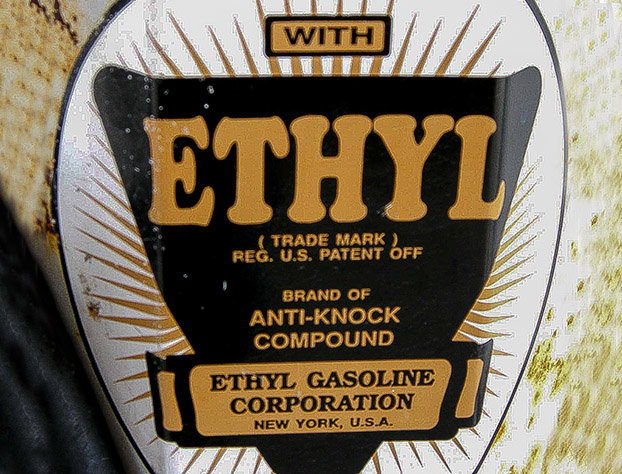 WITH
ETHYL
( TRADE MARK )
REG. U.S. PATENT OFF
BRAND OF
ANTI-KNOCK
COMPOUND
ETHYL GASOLINE
CORPORATION
NEW YORK, U.S.A.